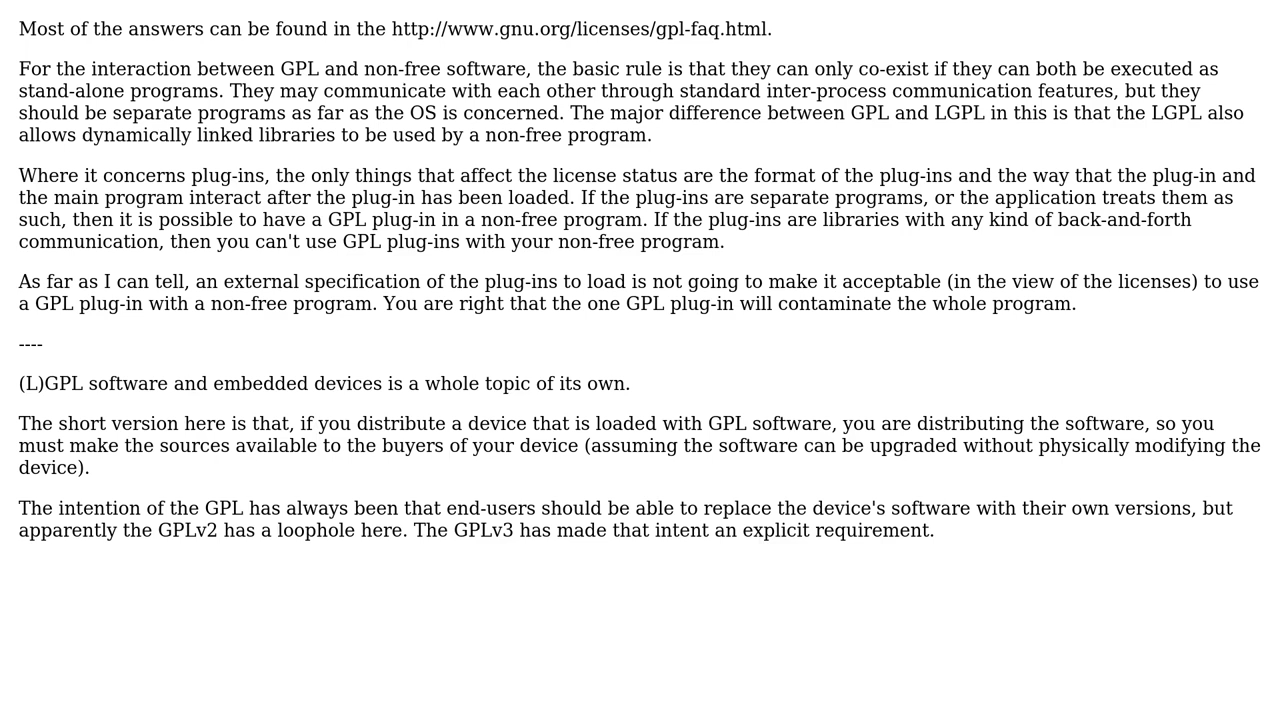 Most of the answers can be found in the http://www.gnu.org/licenses/gpl-faq.html.
For the interaction between GPL and non-free software, the basic rule is that they can only co-exist if they can both be executed as
stand-alone programs. They may communicate with each other through standard inter-process communication features, but they
should be separate programs as far as the OS is concerned. The major difference between GPL and LGPL in this is that the LGPL also
allows dynamically linked libraries to be used by a non-free program.
Where it concerns plug-ins, the only things that affect the license status are the format of the plug-ins and the way that the plug-in and
the main program interact after the plug-in has been loaded. If the plug-ins are separate programs, or the application treats them as
such, then it is possible to have a GPL plug-in in a non-free program. If the plug-ins are libraries with any kind of back-and-forth
communication, then you can't use GPL plug-ins with your non-free program.
As far as I can tell, an external specification of the plug-ins to load is not going to make it acceptable (in the view of the licenses) to use
a GPL plug-in with a non-free program. You are right that the one GPL plug-in will contaminate the whole program.
----
(L)GPL software and embedded devices is a whole topic of its own.
The short version here is that, if you distribute a device that is loaded with GPL software, you are distributing the software, so you
must make the sources available to the buyers of your device (assuming the software can be upgraded without physically modifying the
device).
The intention of the GPL has always been that end-users should be able to replace the device's software with their own versions, but
apparently the GPLv2 has a loophole here. The GPLv3 has made that intent an explicit requirement.